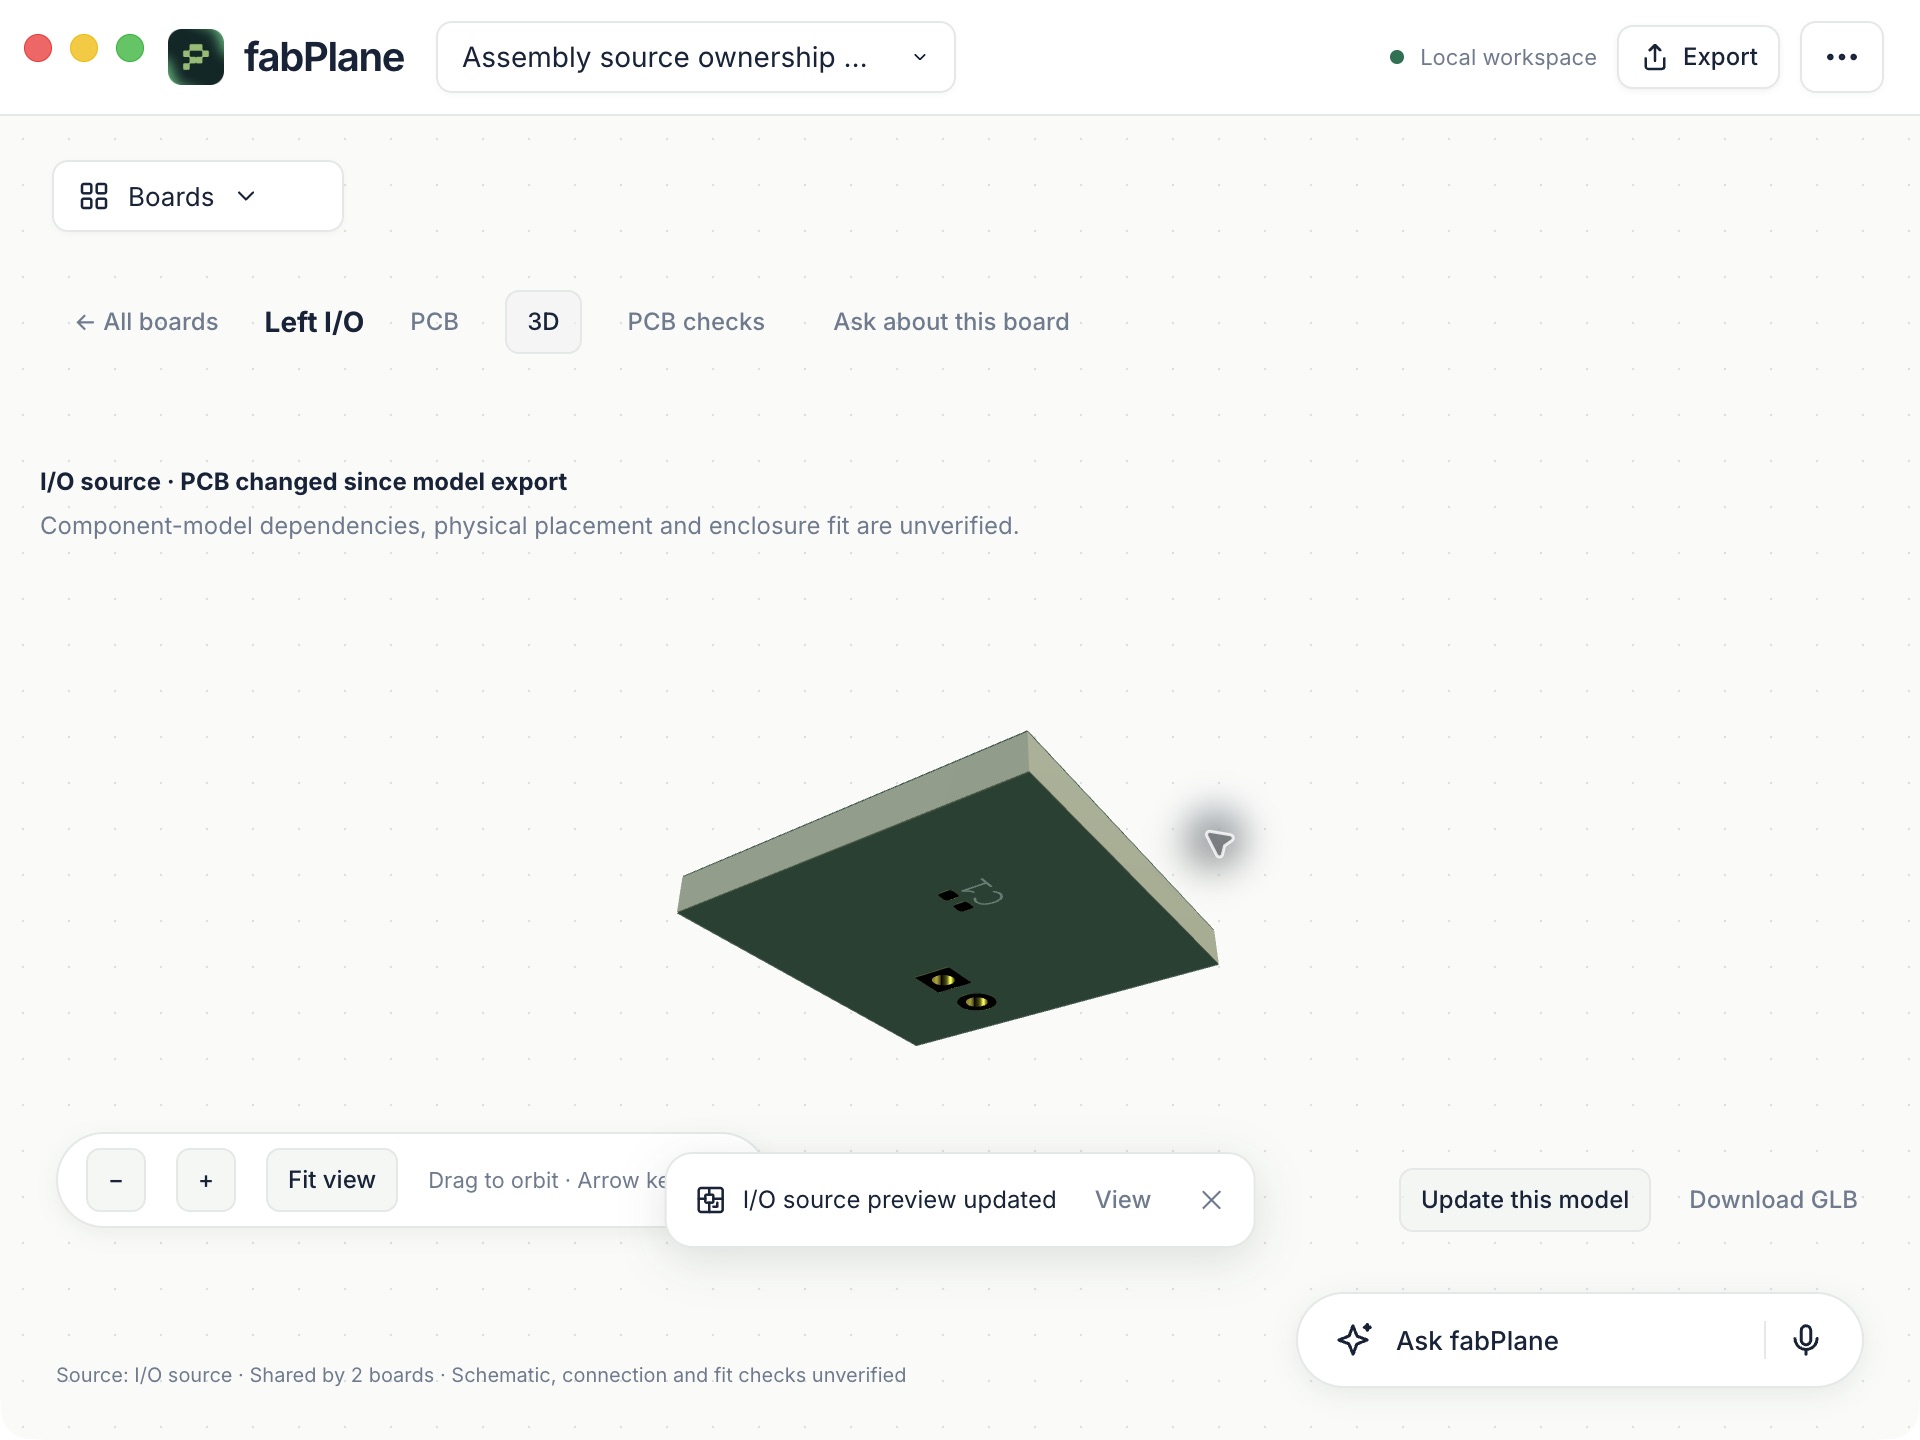 fabPlane
Assembly source ownership ...
Local workspace
Export
Boards
← All boards
Left I/O
PCB
3D
PCB checks
Ask about this board
I/O source · PCB changed since model export
Component-model dependencies, physical placement and enclosure fit are unverified.
C1
−
+
Fit view
Drag to orbit · Arrow ke
I/O source preview updated
View
Update this model
Download GLB
Ask fabPlane
Source: I/O source · Shared by 2 boards · Schematic, connection and fit checks unverified